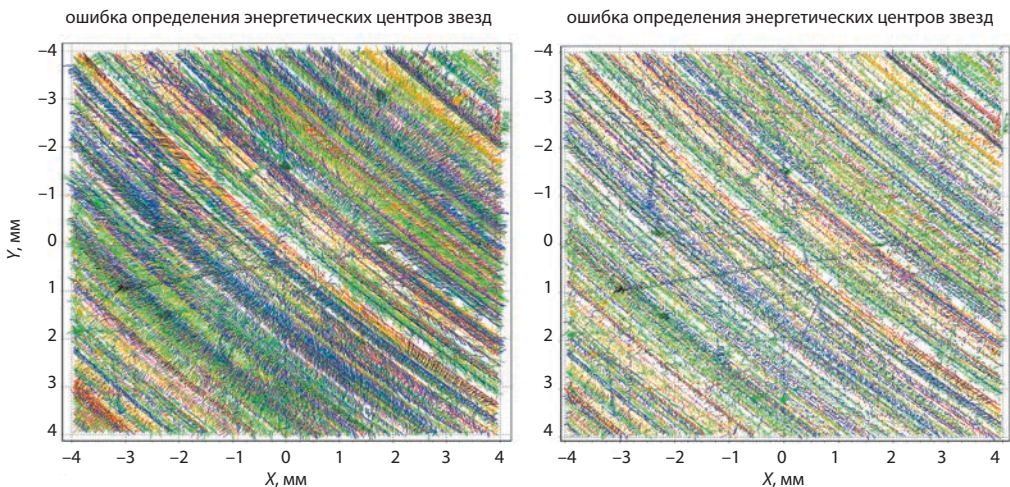 ошибка определения энергетических центров звезд
–4
–3
–2
–1
0
1
2
3
4
Y, мм
–4 –3 –2 –1 0 1 2 3 4
X, мм
ошибка определения энергетических центров звезд
–4
–3
–2
–1
0
1
2
3
4
–4 –3 –2 –1 0 1 2 3 4
X, мм